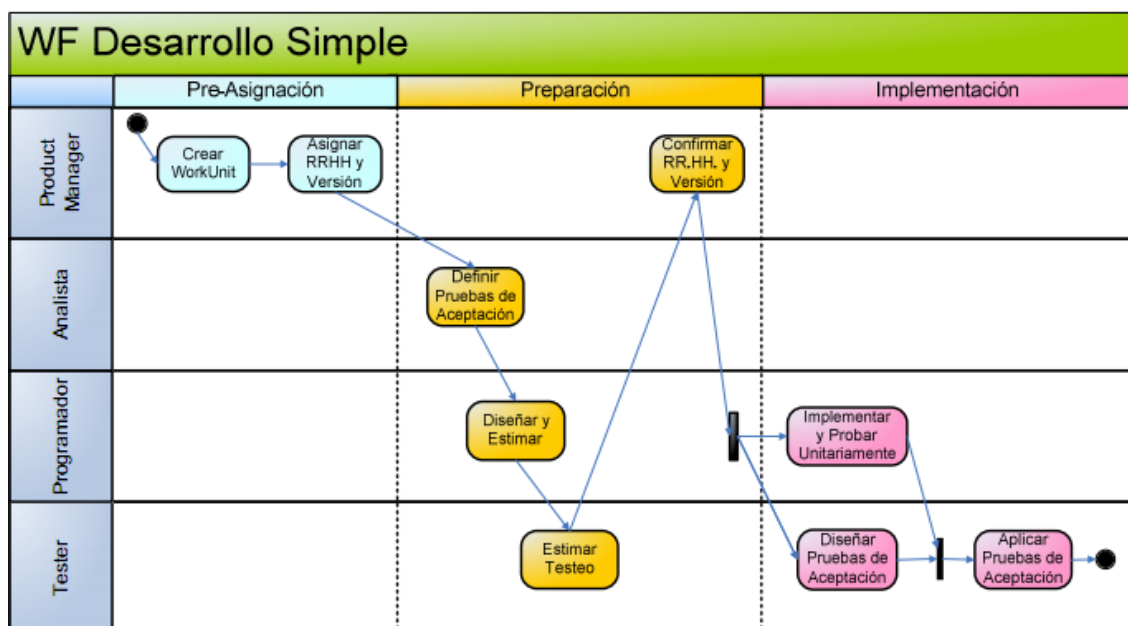 WF Desarrollo Simple
Pre-Asignación
Preparación
Implementación
Product
Manager
Crear
WorkUnit
Asignar
RRHH y
Versión
Confirmar
RR.HH. y
Versión
Analista
Definir
Pruebas de
Aceptación
Programador
Diseñar y
Estimar
Implementar
y Probar
Unitariamente
Tester
Estimar
Testeo
Diseñar
Pruebas de
Aceptación
Aplicar
Pruebas de
Aceptación